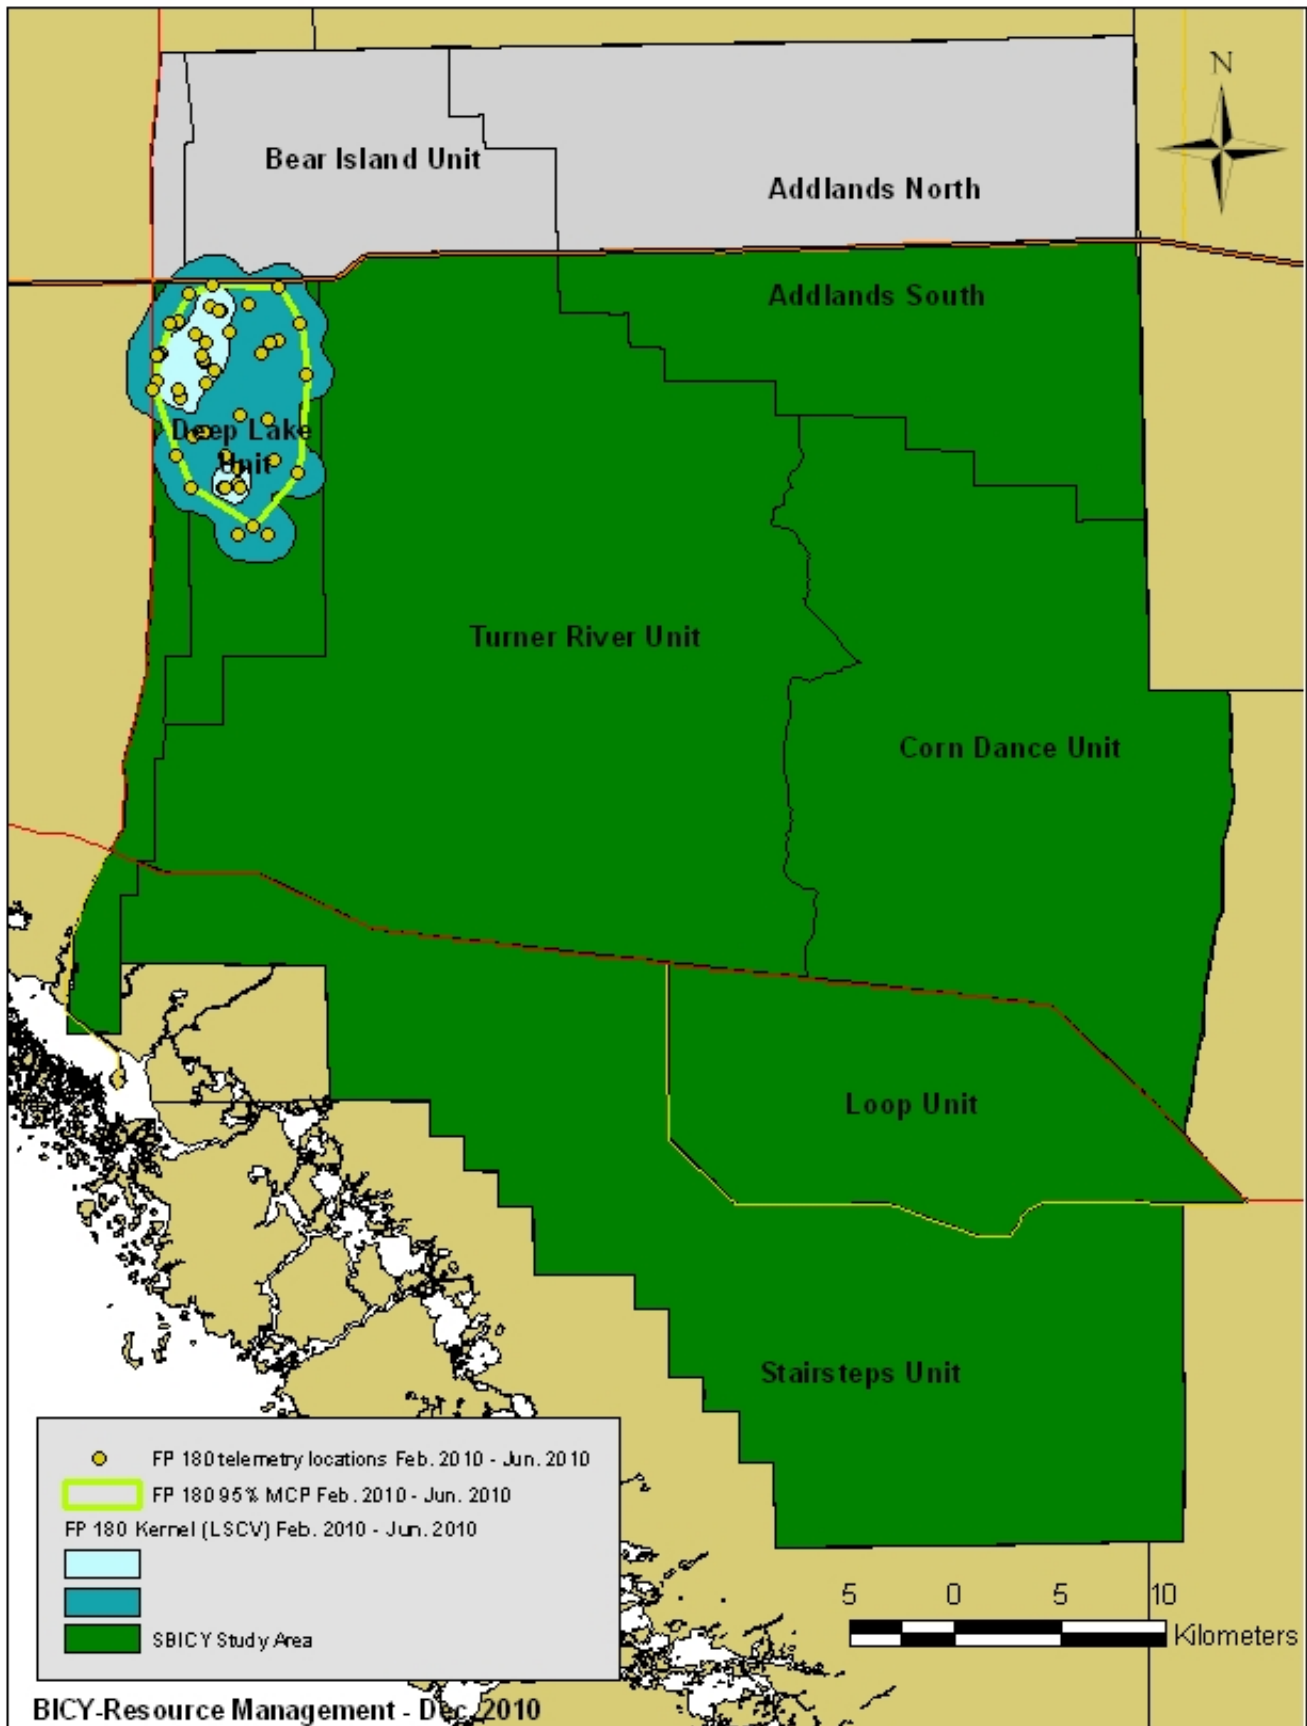 N
Bear Island Unit
Addlands North
Addlands South
Deep Lake
Unit
Turner River Unit
Corn Dance Unit
Loop Unit
Stairsteps Unit
FP 180 telemetry locations Feb. 2010 - Jun. 2010
FP 180 95% MCP Feb. 2010 - Jun. 2010
FP 180 Kernel (LSCV) Feb. 2010 - Jun. 2010
SBICY Study Area
5 0 5 10
Kilometers
BICY-Resource Management - Dec. 2010